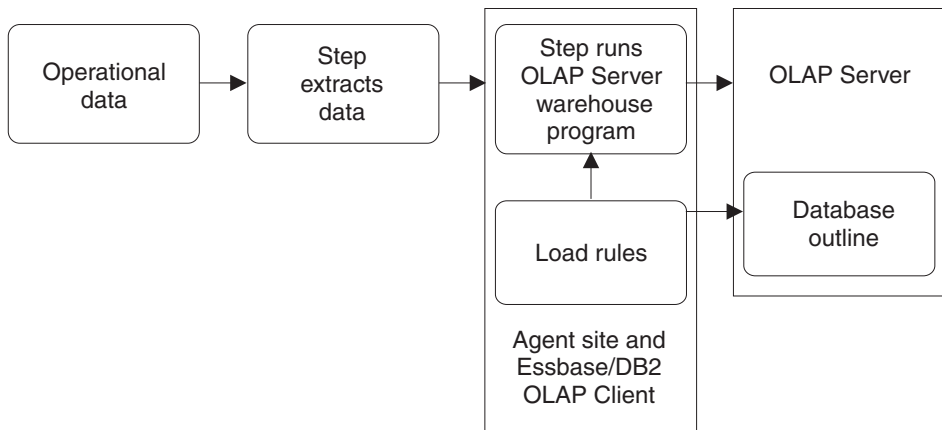 Operational
data
Step
extracts
data
Step runs
OLAP Server
warehouse
program
OLAP Server
Load rules
Database
outline
Agent site and
Essbase/DB2
OLAP Client